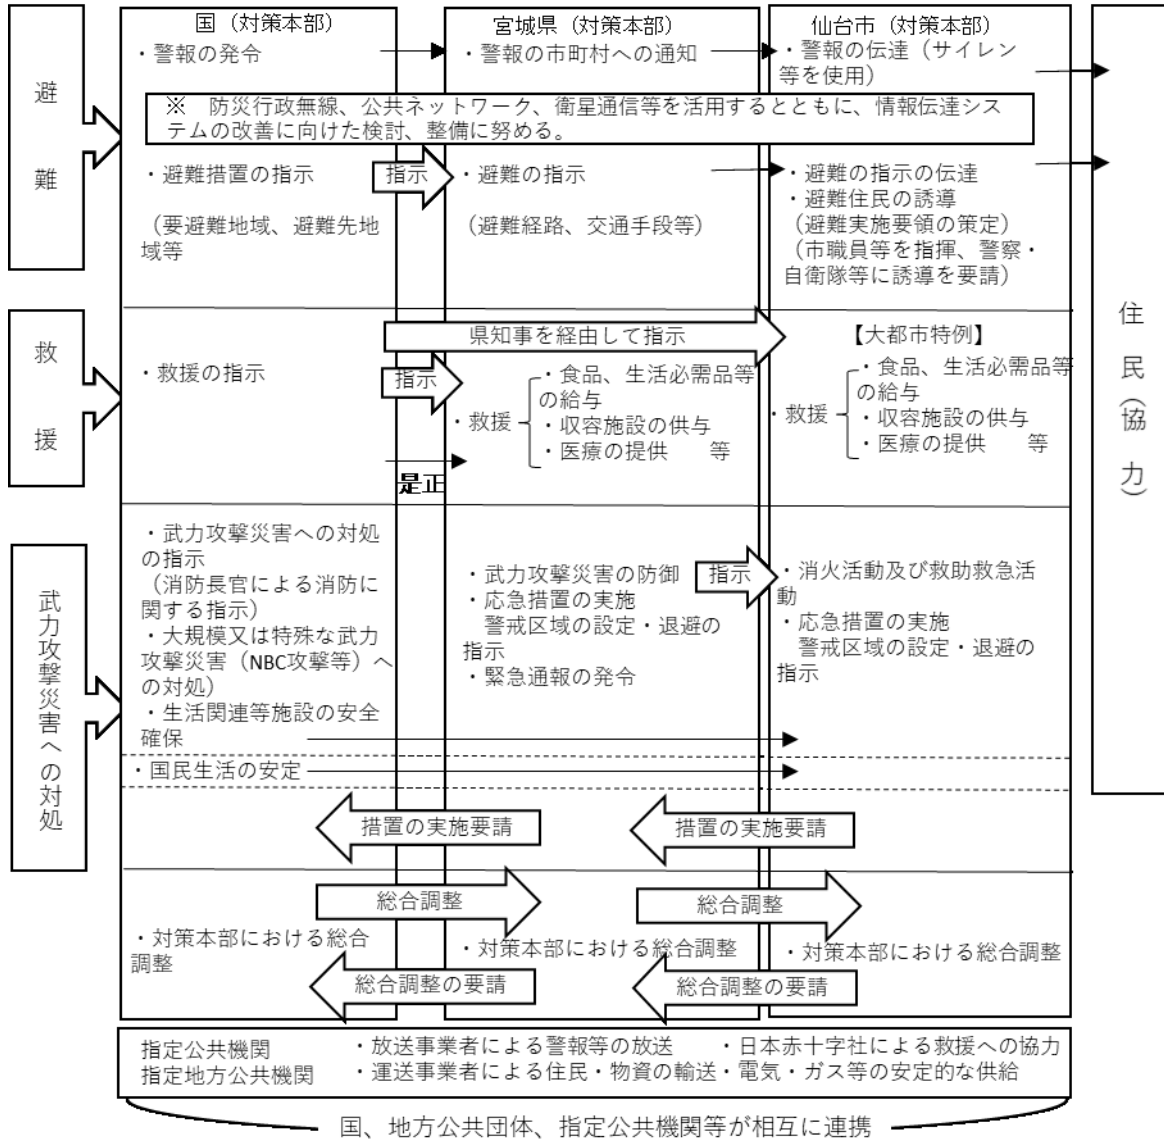 国（対策本部）
宮城県（対策本部）
仙台市（対策本部）
避難
・警報の発令
・警報の市町村への通知
・警報の伝達（サイレン
等を使用）
※　防災行政無線、公共ネットワーク、衛星通信等を活用するとともに、情報伝達シス
テムの改善に向けた検討、整備に努める。
・避難措置の指示
（要避難地域、避難先地
域等
指示
・避難の指示
（避難経路、交通手段等）
・避難の指示の伝達
・避難住民の誘導
（避難実施要領の策定）
（市職員等を指揮、警察・
自衛隊等に誘導を要請）
住民（協力）
救援
県知事を経由して指示
【大都市特例】
・救援の指示
指示
・救援
・食品、生活必需品等
の給与
・収容施設の供与
・医療の提供　　等
・救援
・食品、生活必需品等
の給与
・収容施設の供与
・医療の提供　　等
是正
武力攻撃災害への対処
・武力攻撃災害への対処
の指示
（消防長官による消防に
関する指示）
・大規模又は特殊な武力
攻撃災害（NBC攻撃等）へ
の対処）
・生活関連等施設の安全
確保
・武力攻撃災害の防御
・応急措置の実施
警戒区域の設定・退避の
指示
・緊急通報の発令
指示
・消火活動及び救助救急活
動
・応急措置の実施
警戒区域の設定・退避の
指示
・国民生活の安定
措置の実施要請
措置の実施要請
総合調整
総合調整
・対策本部における総合
調整
・対策本部における総合調整
・対策本部における総合調整
総合調整の要請
総合調整の要請
指定公共機関
指定地方公共機関
・放送事業者による警報等の放送　　・日本赤十字社による救援への協力
・運送事業者による住民・物資の輸送・電気・ガス等の安定的な供給
国、地方公共団体、指定公共機関等が相互に連携